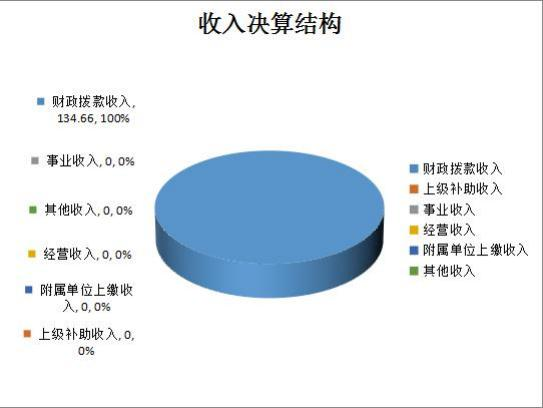 收入决算结构
财政拨款收入,
134.66, 100%
事业收入, 0, 0%
其他收入, 0, 0%
经营收入, 0, 0%
附属单位上缴收
入, 0, 0%
上级补助收入, 0,
0%
财政拨款收入
上级补助收入
事业收入
经营收入
附属单位上缴收入
其他收入